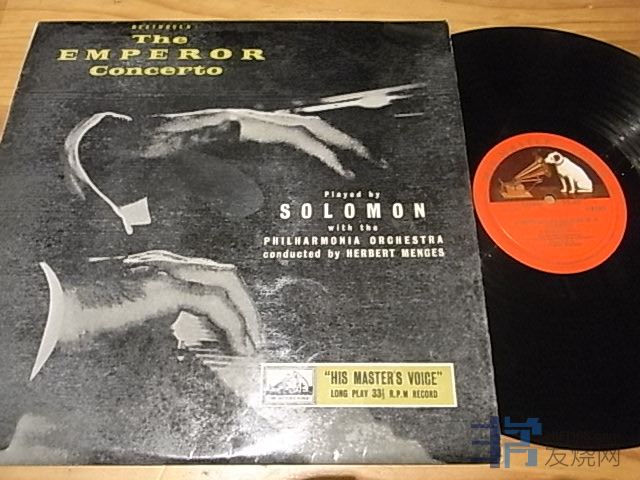 BEETHOVEN
The
EMPEROR
Concerto
Played by
SOLOMON
with the
PHILHARMONIA ORCHESTRA
conducted by HERBERT MENGES
"HIS MASTER'S VOICE"
LONG PLAY 33⅓ R.P.M RECORD
发烧网